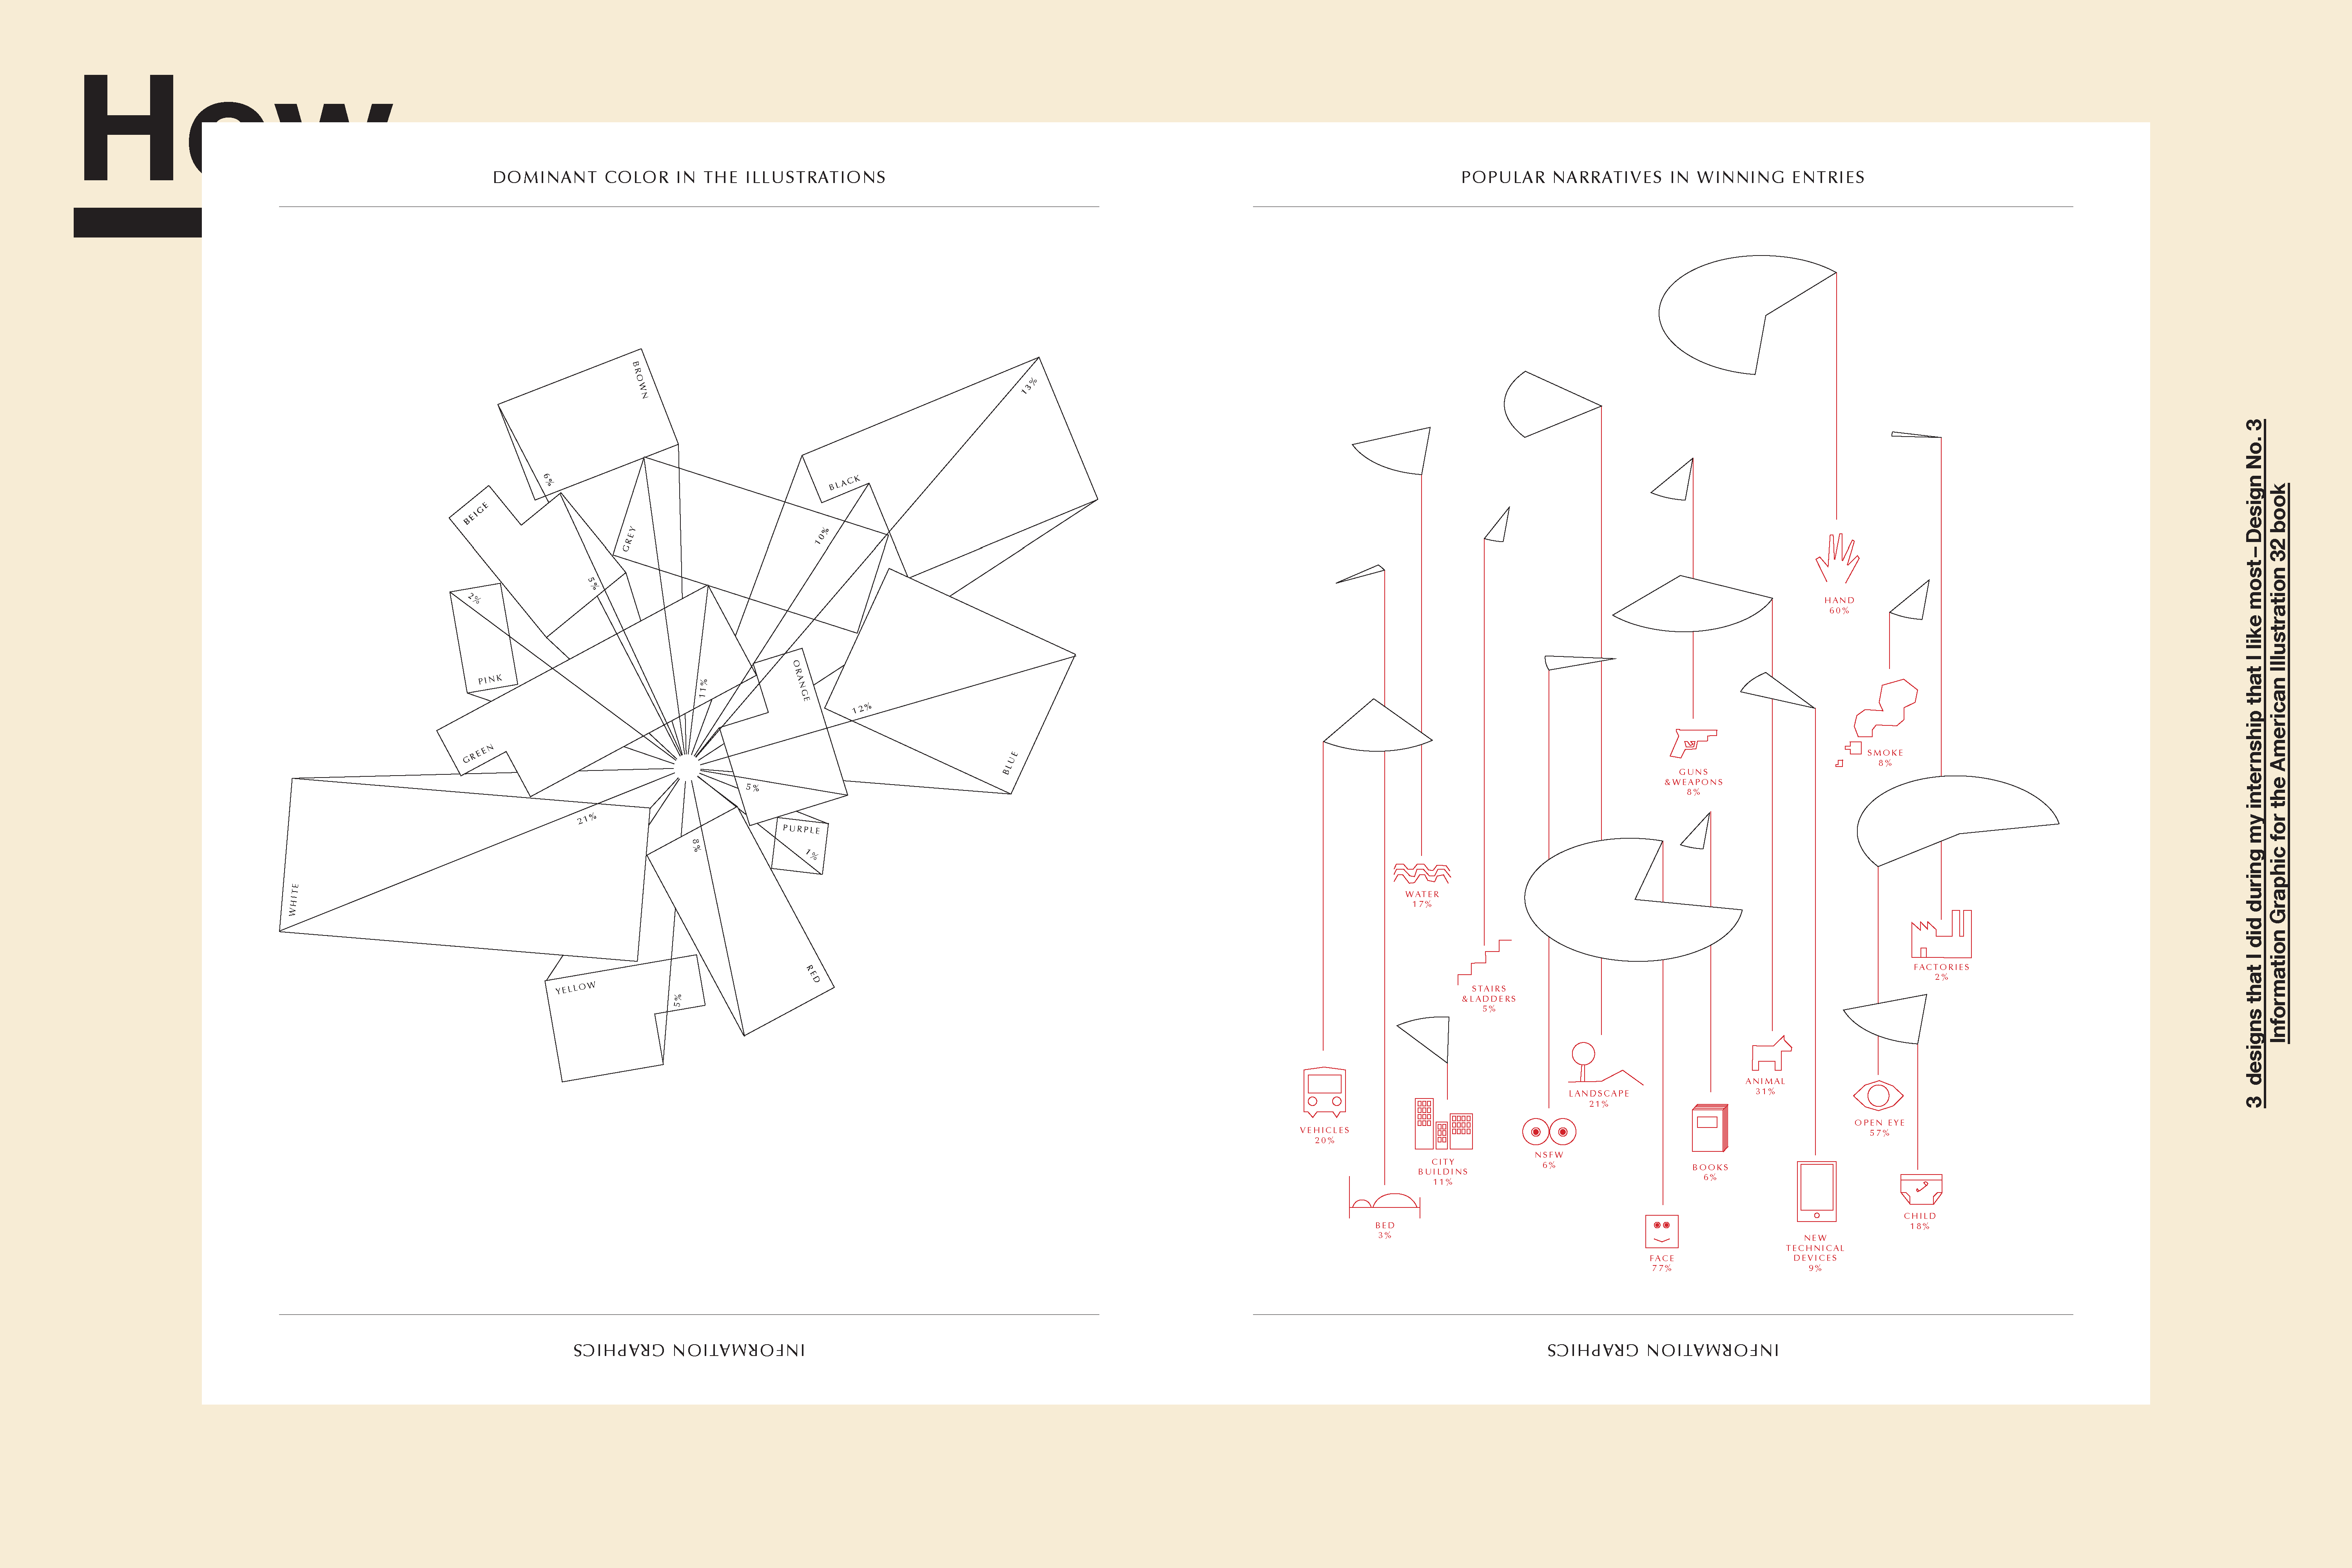 How
DOMINANT COLOR IN THE ILLUSTRATIONS
BROWN
6%
BEIGE
5%
GREY
10%
BLACK
13%
2%
PINK
GREEN
11%
ORANGE
5%
12%
BLUE
WHITE
21%
PURPLE
1%
8%
RED
YELLOW
5%
INFORMATION GRAPHICS
POPULAR NARRATIVES IN WINNING ENTRIES
HAND
60%
SMOKE
8%
GUNS
&WEAPONS
8%
WATER
17%
FACTORIES
2%
STAIRS
&LADDERS
5%
LANDSCAPE
21%
ANIMAL
31%
OPEN EYE
57%
VEHICLES
20%
CITY
BUILDINS
11%
NSFW
6%
BOOKS
6%
CHILD
18%
BED
3%
FACE
77%
NEW
TECHNICAL
DEVICES
9%
INFORMATION GRAPHICS
3 designs that I did during my internship that I like most–Design No. 3
Information Graphic for the American Illustration 32 book